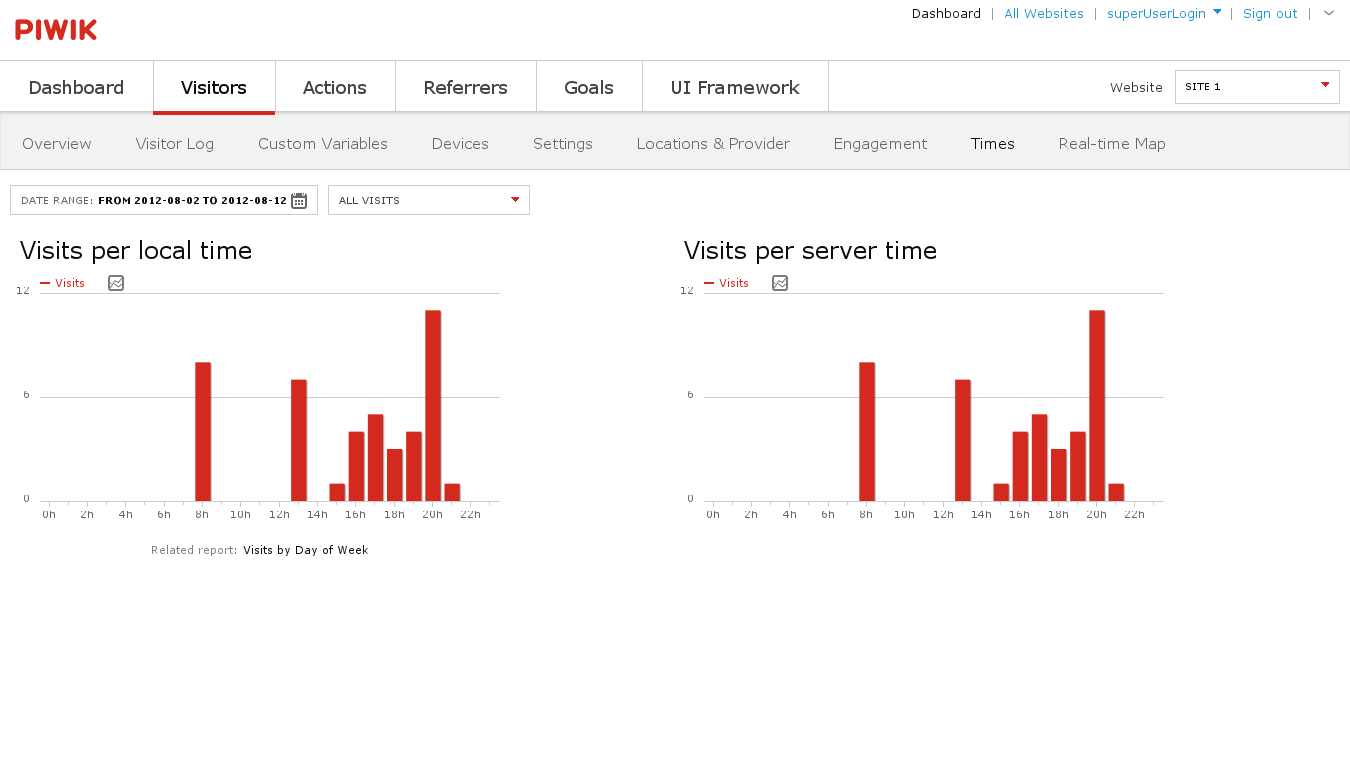 Dashboard | All Websites | superUserLogin | Sign out |
PIWIK
Dashboard Visitors Actions Referrers Goals UI Framework Website SITE 1
Overview Visitor Log Custom Variables Devices Settings Locations & Provider Engagement Times Real-time Map
DATE RANGE: FROM 2012-08-02 TO 2012-08-12 ALL VISITS
Visits per local time
Visits
12
6
0
0h 2h 4h 6h 8h 10h 12h 14h 16h 18h 20h 22h
Related report: Visits by Day of Week
Visits per server time
Visits
12
6
0
0h 2h 4h 6h 8h 10h 12h 14h 16h 18h 20h 22h